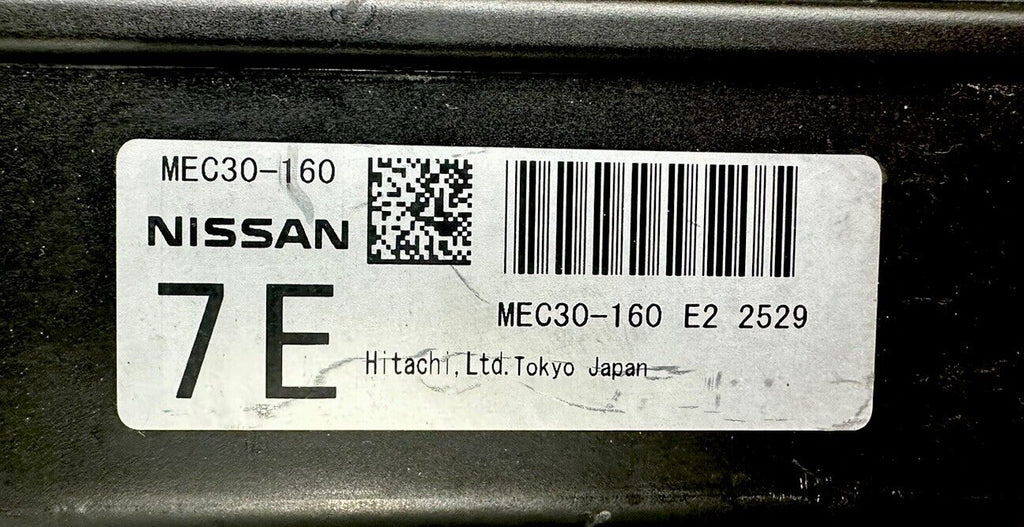 MEC30-160
NISSAN
7E
MEC30-160 E2 2529
Hitachi,Ltd.Tokyo Japan